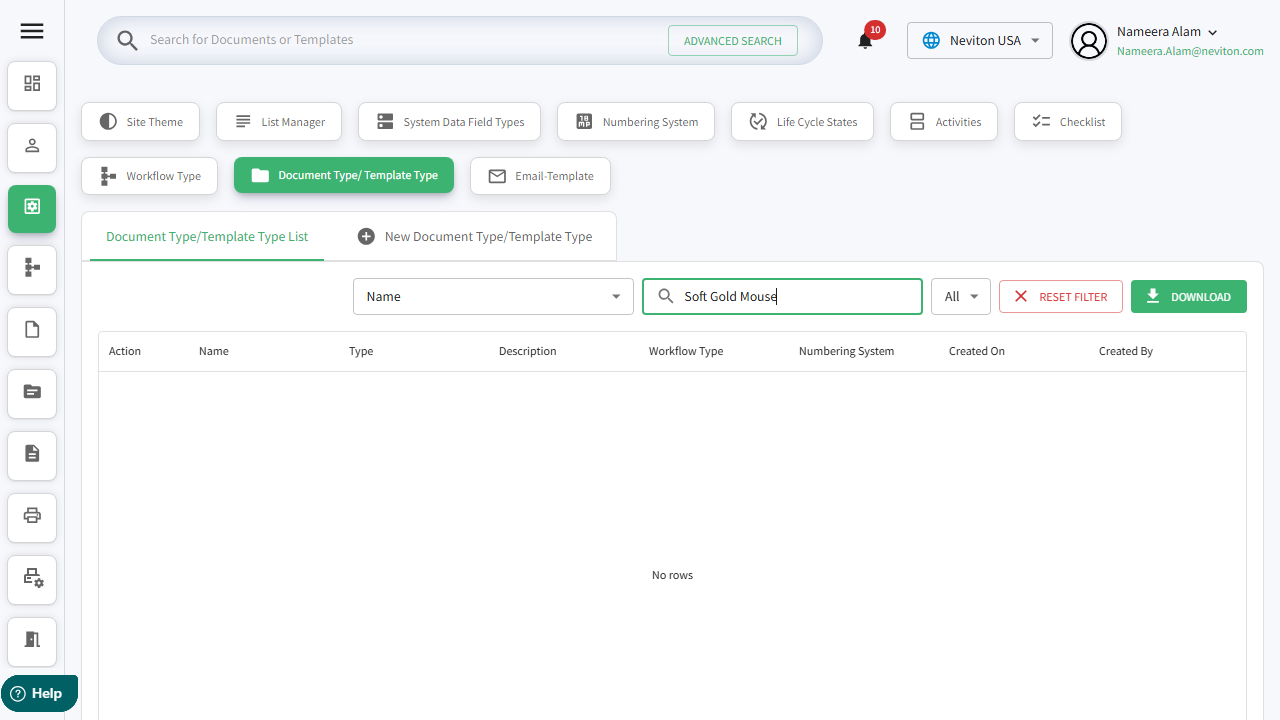 Search for Documents or Templates
ADVANCED SEARCH
10
Neviton USA
Nameera Alam
Nameera.Alam@neviton.com
Site Theme
List Manager
System Data Field Types
Numbering System
Life Cycle States
Activities
Checklist
Workflow Type
Document Type/ Template Type
Email-Template
Document Type/Template Type List
New Document Type/Template Type
Name
Soft Gold Mouse
All
RESET FILTER
DOWNLOAD
Action Name Type Description Workflow Type Numbering System Created On Created By
No rows
Help